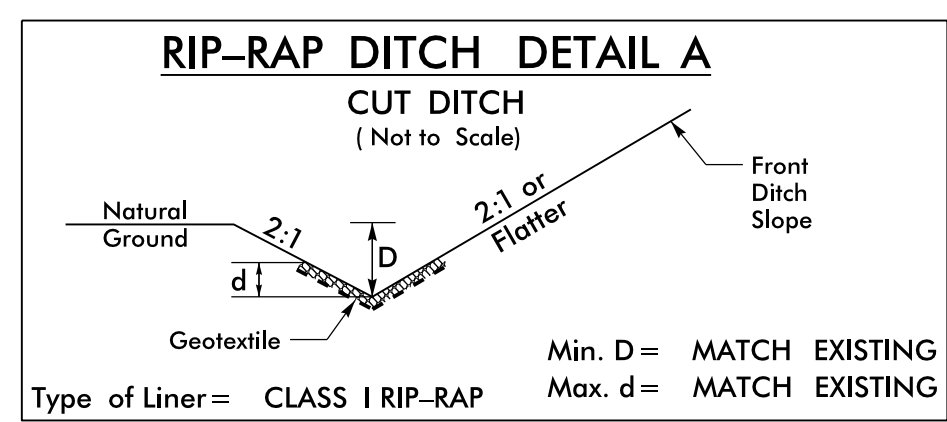 RIP–RAP DITCH DETAIL A
CUT DITCH
( Not to Scale)
Front
Ditch
Slope
2:1 or
Flatter
Natural
Ground
2:1
D
d
Geotextile
Min. D = MATCH EXISTING
Max. d = MATCH EXISTING
Type of Liner = CLASS I RIP–RAP